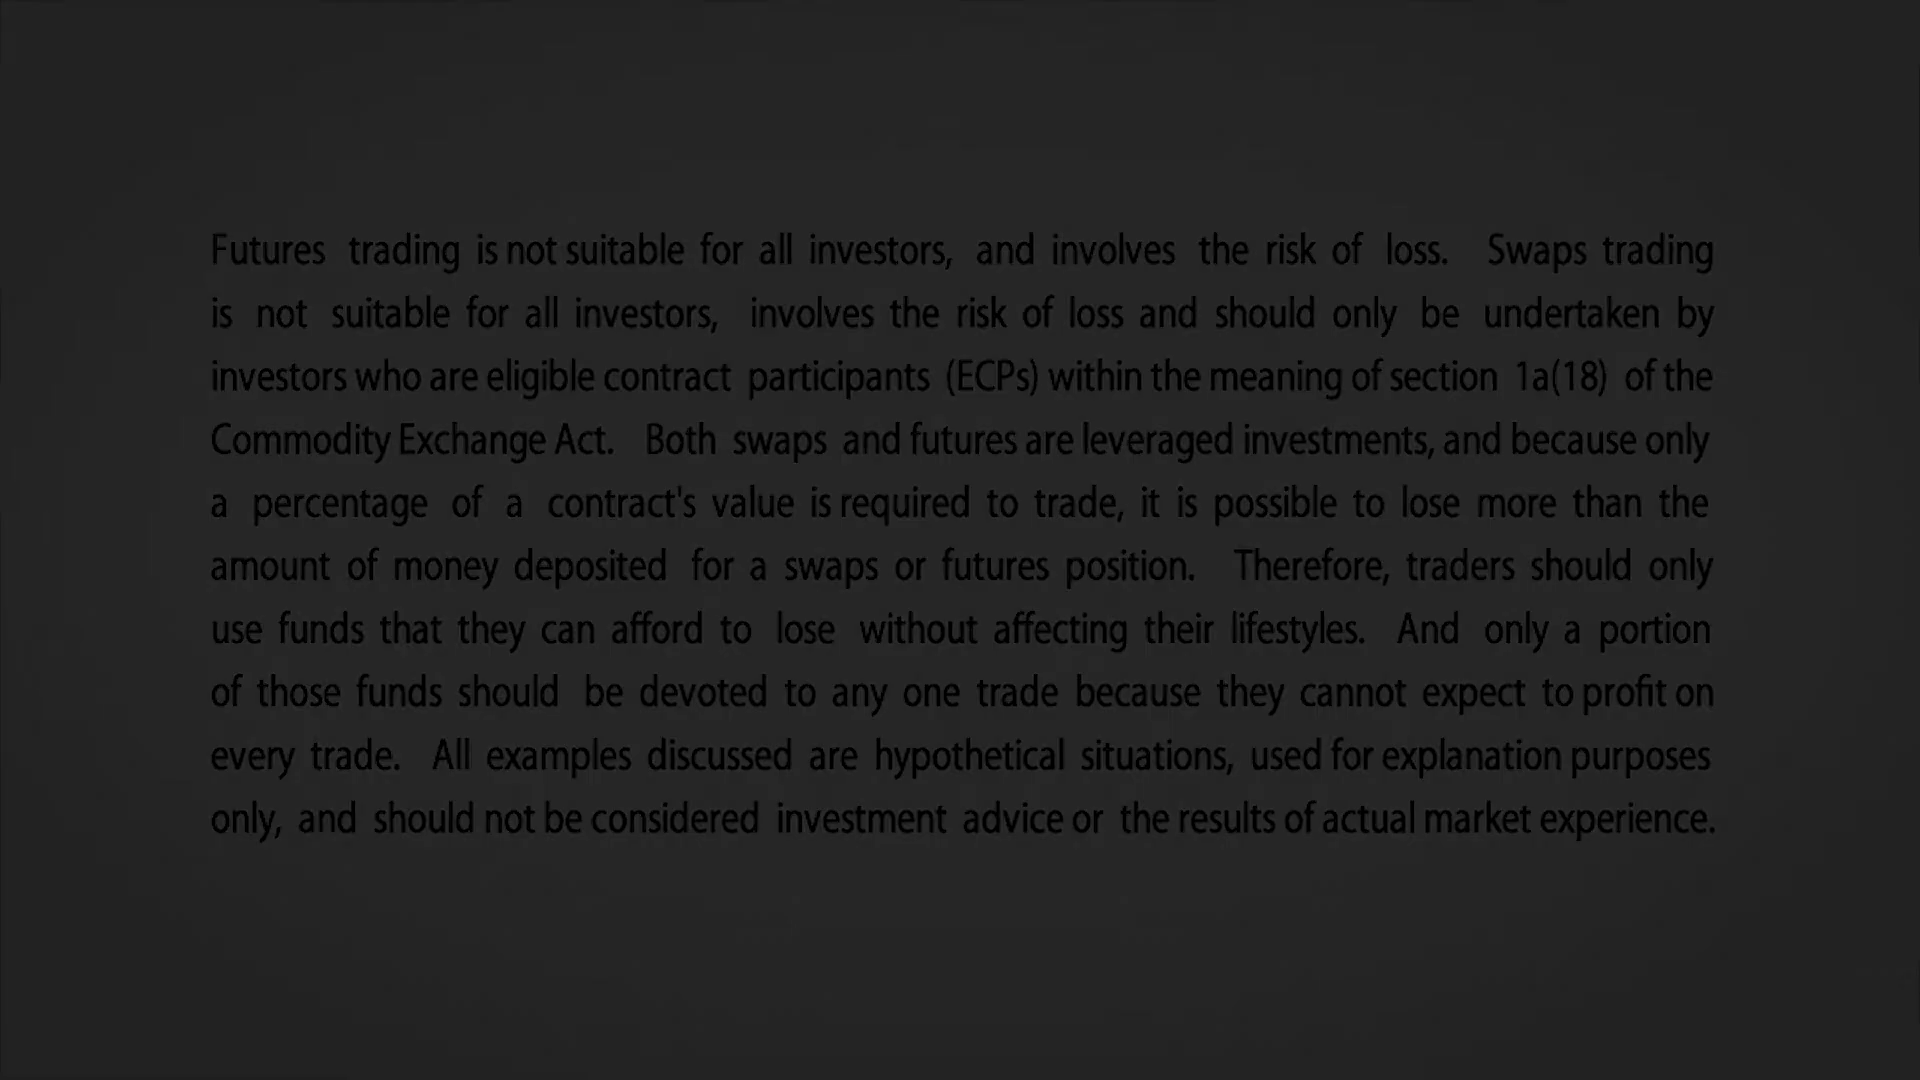 Futures trading is not suitable for all investors, and involves the risk of loss. Swaps trading
is not suitable for all investors, involves the risk of loss and should only be undertaken by
investors who are eligible contract participants (ECPs) within the meaning of section 1a(18) of the
Commodity Exchange Act. Both swaps and futures are leveraged investments, and because only
a percentage of a contract's value is required to trade, it is possible to lose more than the
amount of money deposited for a swaps or futures position. Therefore, traders should only
use funds that they can afford to lose without affecting their lifestyles. And only a portion
of those funds should be devoted to any one trade because they cannot expect to profit on
every trade. All examples discussed are hypothetical situations, used for explanation purposes
only, and should not be considered investment advice or the results of actual market experience.